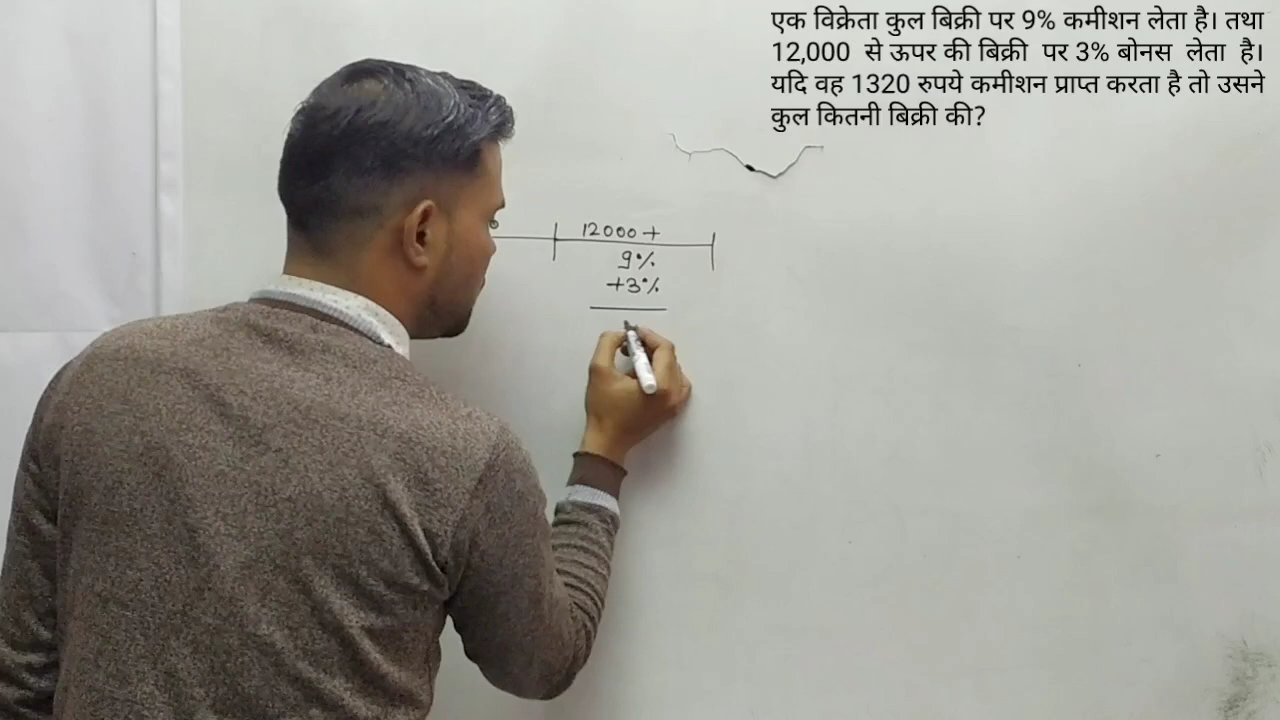 एक विक्रेता कुल बिक्री पर 9% कमीशन लेता है। तथा
12,000 से ऊपर की बिक्री पर 3% बोनस लेता है।
यदि वह 1320 रुपये कमीशन प्राप्त करता है तो उसने
कुल कितनी बिक्री की?
12000 +
9%
+3%